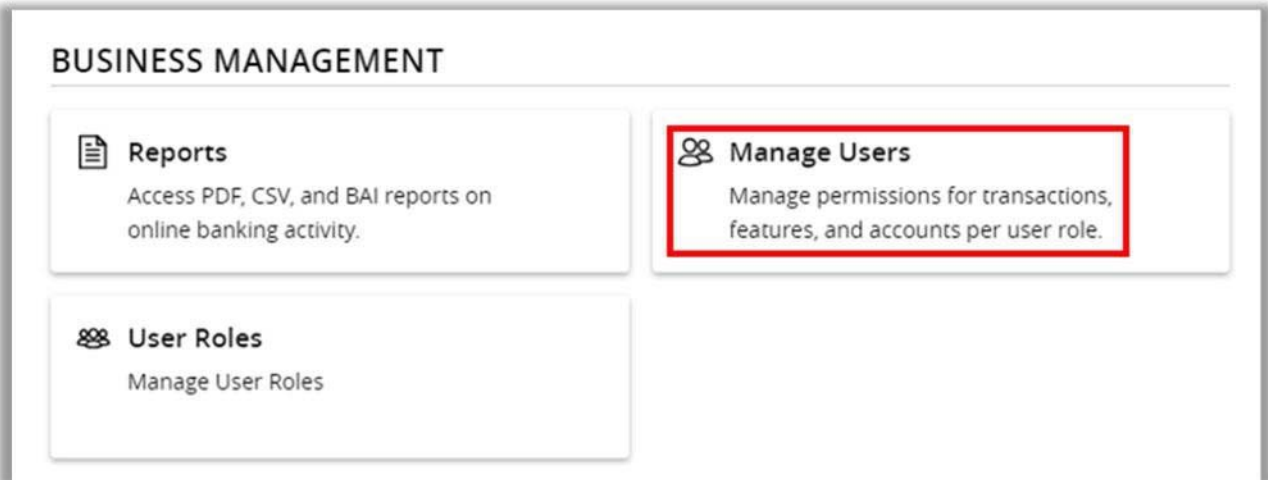 BUSINESS MANAGEMENT
Reports
Access PDF, CSV, and BAI reports on
online banking activity.
Manage Users
Manage permissions for transactions,
features, and accounts per user role.
User Roles
Manage User Roles